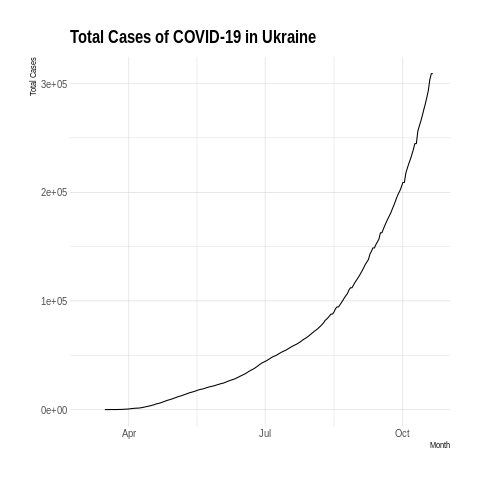 Total Cases of COVID-19 in Ukraine
Total Cases
3e+05
2e+05
1e+05
0e+00
Apr
Jul
Oct
Month